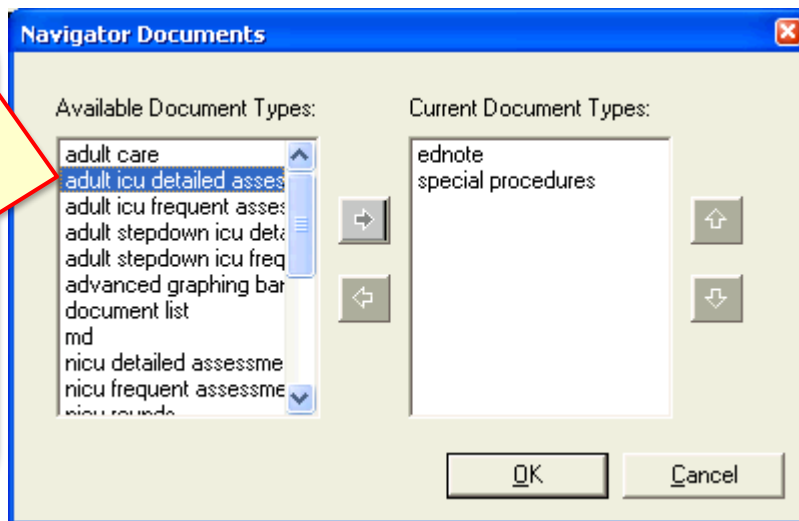 Navigator Documents
Available Document Types:
adult care
adult icu detailed asses
adult icu frequent asses
adult stepdown icu deta
adult stepdown icu freq
advanced graphing bar
document list
md
nicu detailed assessme
nicu frequent assessme
nicu rounds
Current Document Types:
ednote
special procedures
OK
Cancel